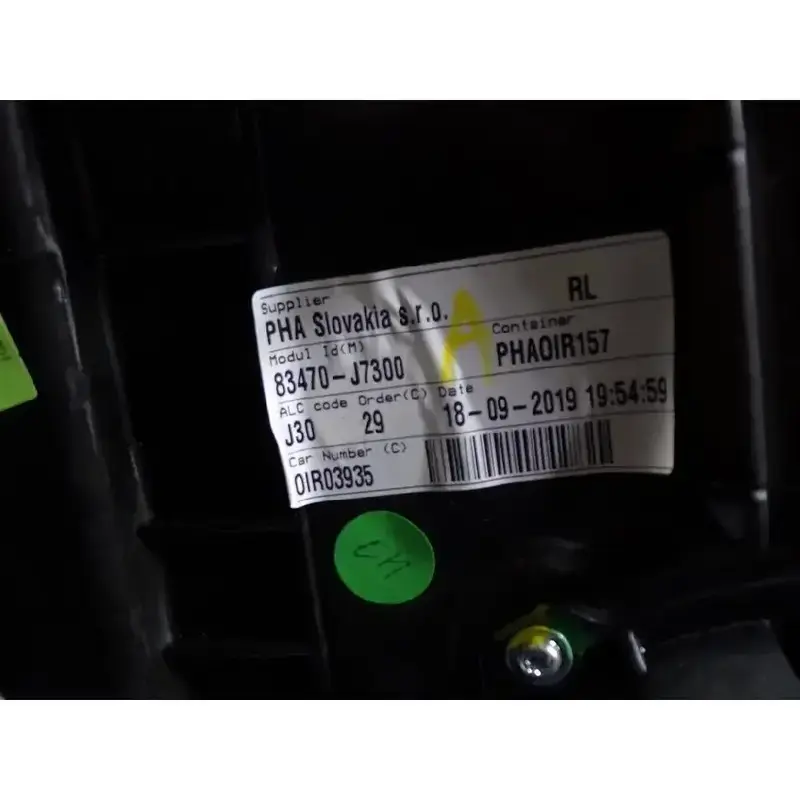 Supplier
RL
PHA Slovakia s.r.o.
A
Modul Id(M)
Container
83470-J7300
PHAOIR157
ALC code Order(C) Date
J30 29 18-09-2019 19:54:59
Car Number (C)
OIR03935